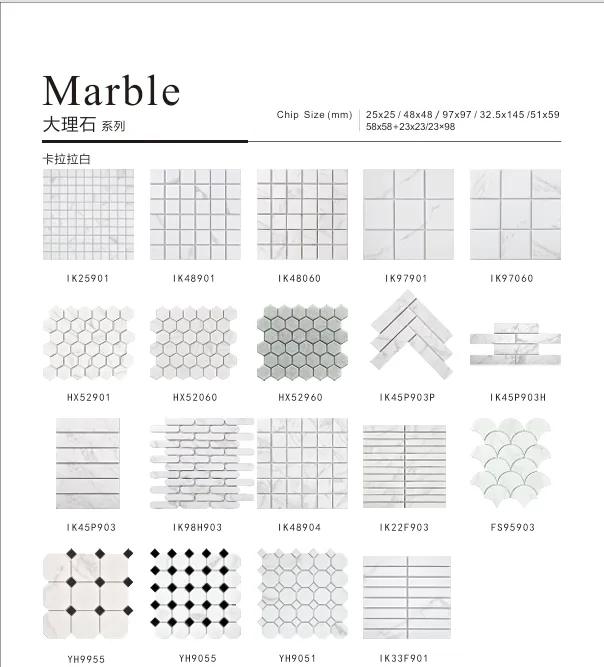 Marble
大理石 系列
Chip Size(mm) 25x25 / 48x48 / 97x97 / 32.5x145 /51x59
58x58+23x23/23×98
卡拉拉白
IK25901 IK48901 IK48060 IK97901 IK97060
HX52901 HX52060 HX52960 IK45P903P IK45P903H
IK45P903 IK98H903 IK48904 IK22F903 FS95903
YH9955 YH9055 YH9051 IK33F901